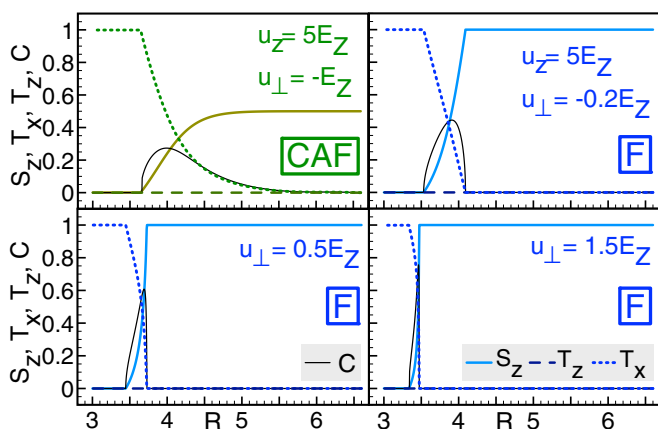 S_z, T_x, T_z, C
1
0.8
0.6
0.4
0.2
0
u_z= 5E_Z
u_⊥= -E_Z
CAF
u_z= 5E_Z
u_⊥= -0.2E_Z
F
S_z, T_x, T_z, C
1
0.8
0.6
0.4
0.2
0
u_⊥= 0.5E_Z
F
C
u_⊥= 1.5E_Z
F
S_z T_z T_x
3 4 R 5 6
3 4 R 5 6